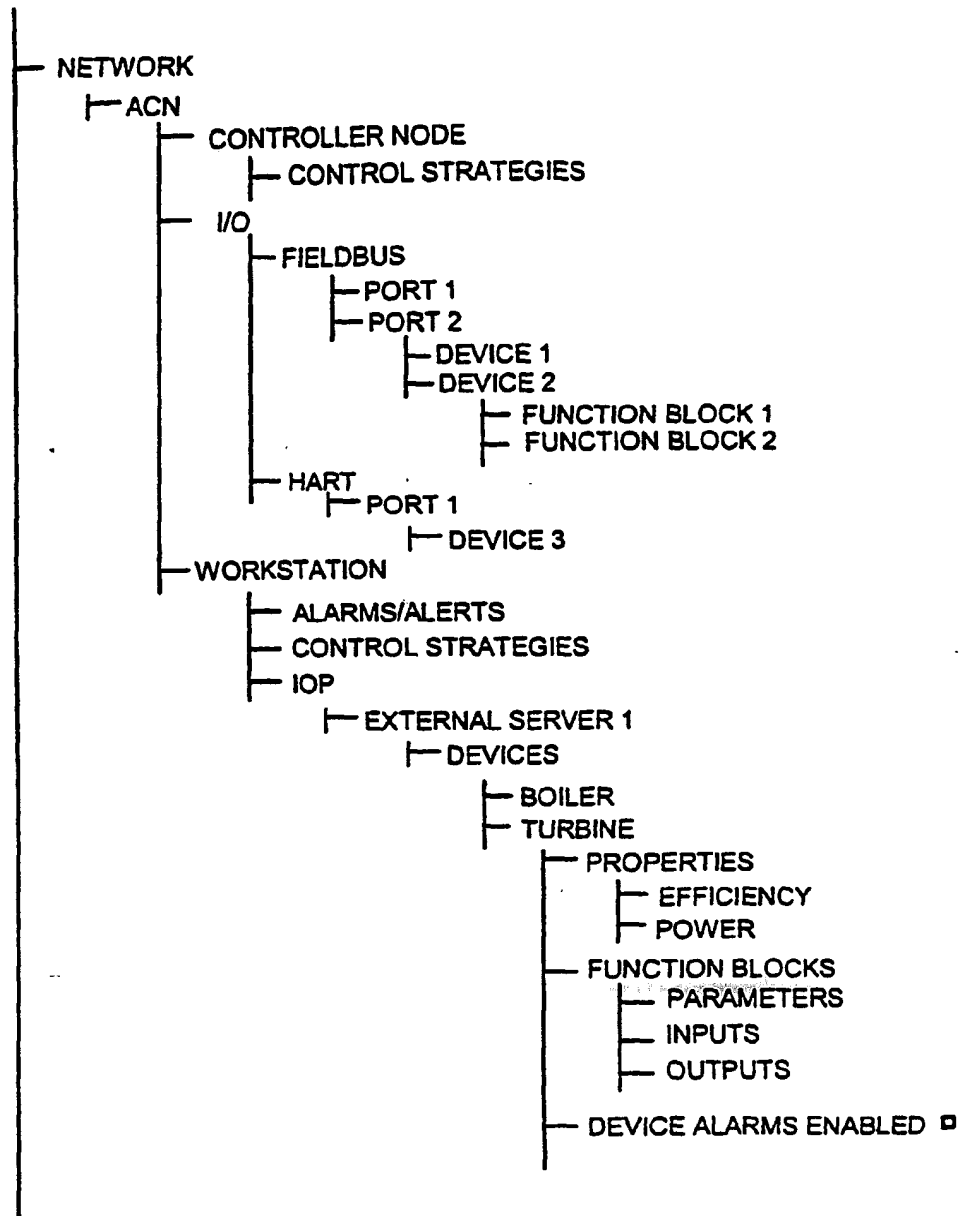 NETWORK
ACN
CONTROLLER NODE
CONTROL STRATEGIES
I/O
FIELDBUS
PORT 1
PORT 2
DEVICE 1
DEVICE 2
FUNCTION BLOCK 1
FUNCTION BLOCK 2
HART
PORT 1
DEVICE 3
WORKSTATION
ALARMS/ALERTS
CONTROL STRATEGIES
IOP
EXTERNAL SERVER 1
DEVICES
BOILER
TURBINE
PROPERTIES
EFFICIENCY
POWER
FUNCTION BLOCKS
PARAMETERS
INPUTS
OUTPUTS
DEVICE ALARMS ENABLED